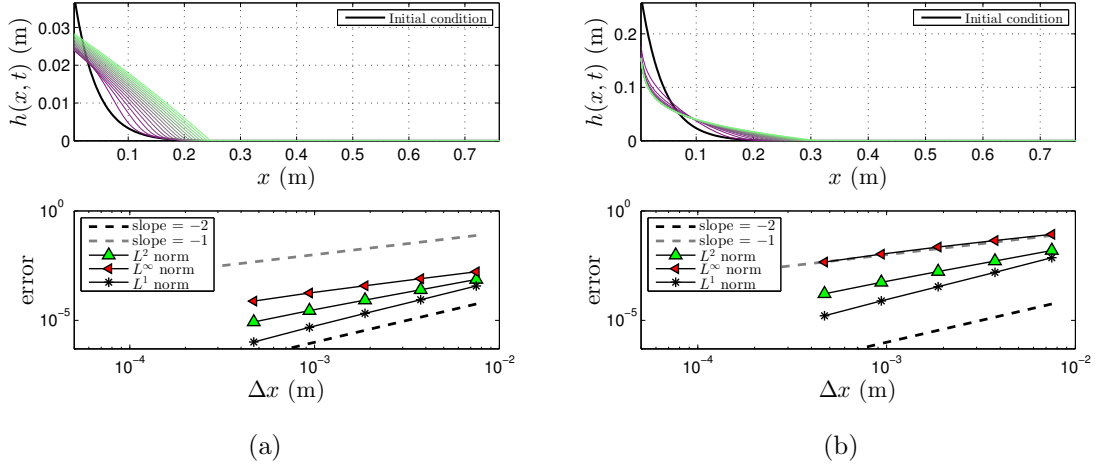 Initial condition
0.03
0.02
0.01
0
h(x, t) (m)
0.1 0.2 0.3 0.4 0.5 0.6 0.7
x (m)
10^0
10^-5
error
slope = −2
slope = −1
L^2 norm
L^∞ norm
L^1 norm
10^-4 10^-3 10^-2
Δx (m)
(a)
Initial condition
0.2
0.1
0
h(x, t) (m)
0.1 0.2 0.3 0.4 0.5 0.6 0.7
x (m)
10^0
10^-5
error
slope = −2
slope = −1
L^2 norm
L^∞ norm
L^1 norm
10^-4 10^-3 10^-2
Δx (m)
(b)